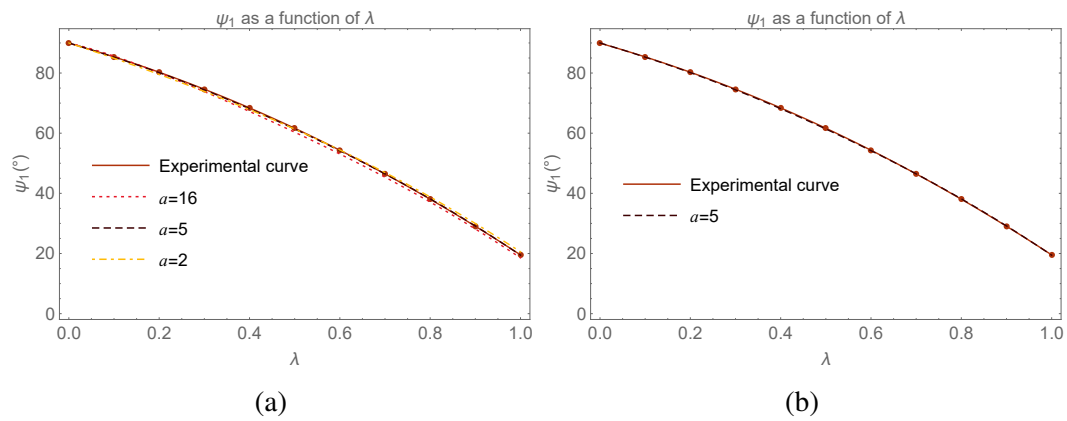 ψ₁ as a function of λ
ψ₁(°)
80
60
40
20
0
Experimental curve
a=16
a=5
a=2
0.0 0.2 0.4 0.6 0.8 1.0
λ
(a)
ψ₁ as a function of λ
ψ₁(°)
80
60
40
20
0
Experimental curve
a=5
0.0 0.2 0.4 0.6 0.8 1.0
λ
(b)